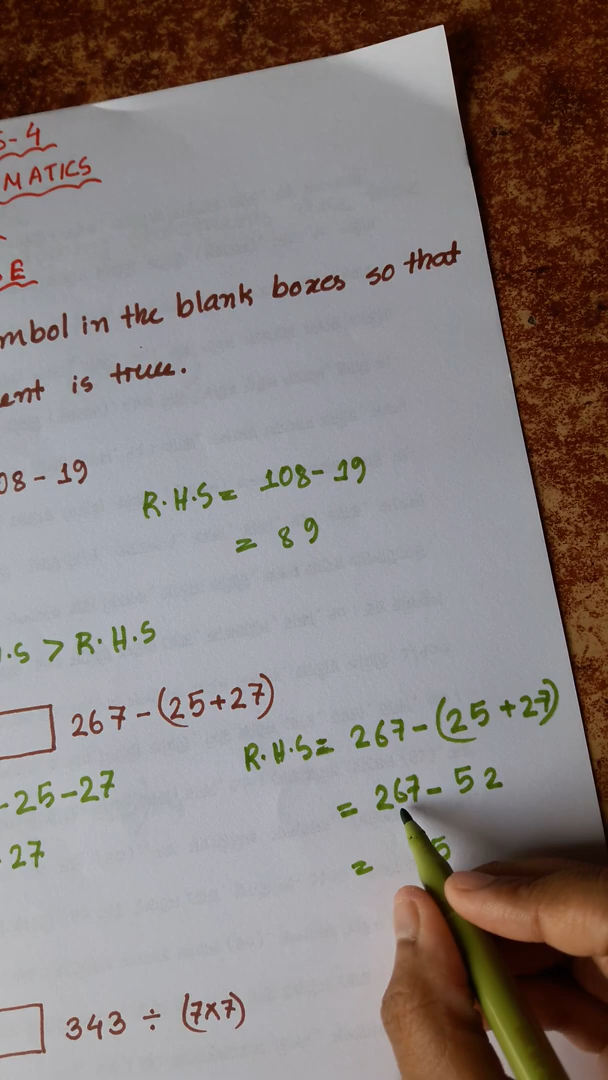 S-4
MATICS
E
mbol in the blank boxes so that
ent is true.
08 - 19
R.H.S = 108 - 19
= 89
.S > R.H.S
267 - (25 + 27)
R.H.S = 267 - (25 + 27)
- 25 - 27
= 267 - 52
27
= 5
343 ÷ (7×7)